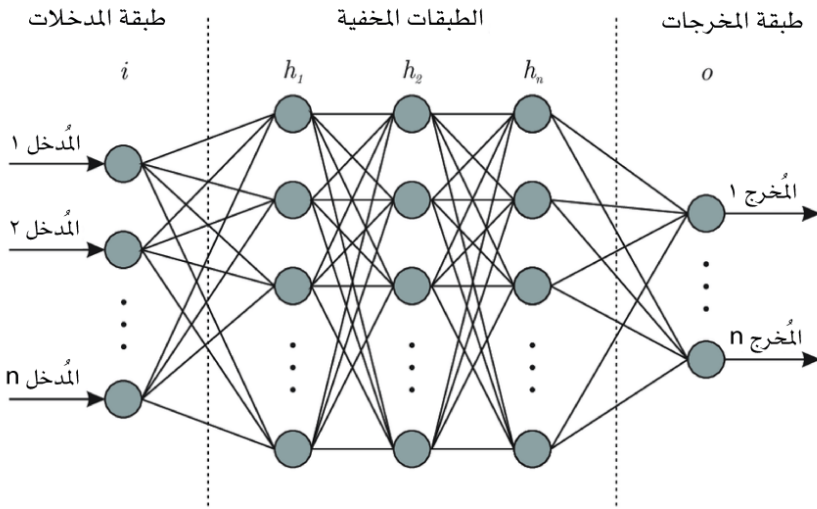 طبقة المدخلات
الطبقات المخفية
طبقة المخرجات
i
h₁
h₂
hₙ
o
المُدخل ١
المُدخل ٢
المُدخل n
المُخرج ١
المُخرج n